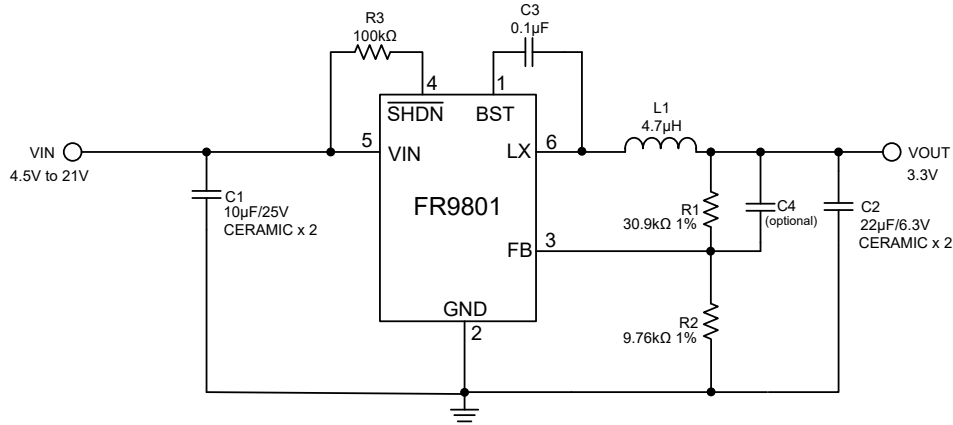 R3
100kΩ
C3
0.1µF
4
1
SHDN
BST
L1
4.7µH
VIN
4.5V to 21V
5
VIN
LX
6
VOUT
3.3V
C1
10µF/25V
CERAMIC x 2
FR9801
R1
30.9kΩ 1%
C4
(optional)
C2
22µF/6.3V
CERAMIC x 2
FB
3
GND
2
R2
9.76kΩ 1%